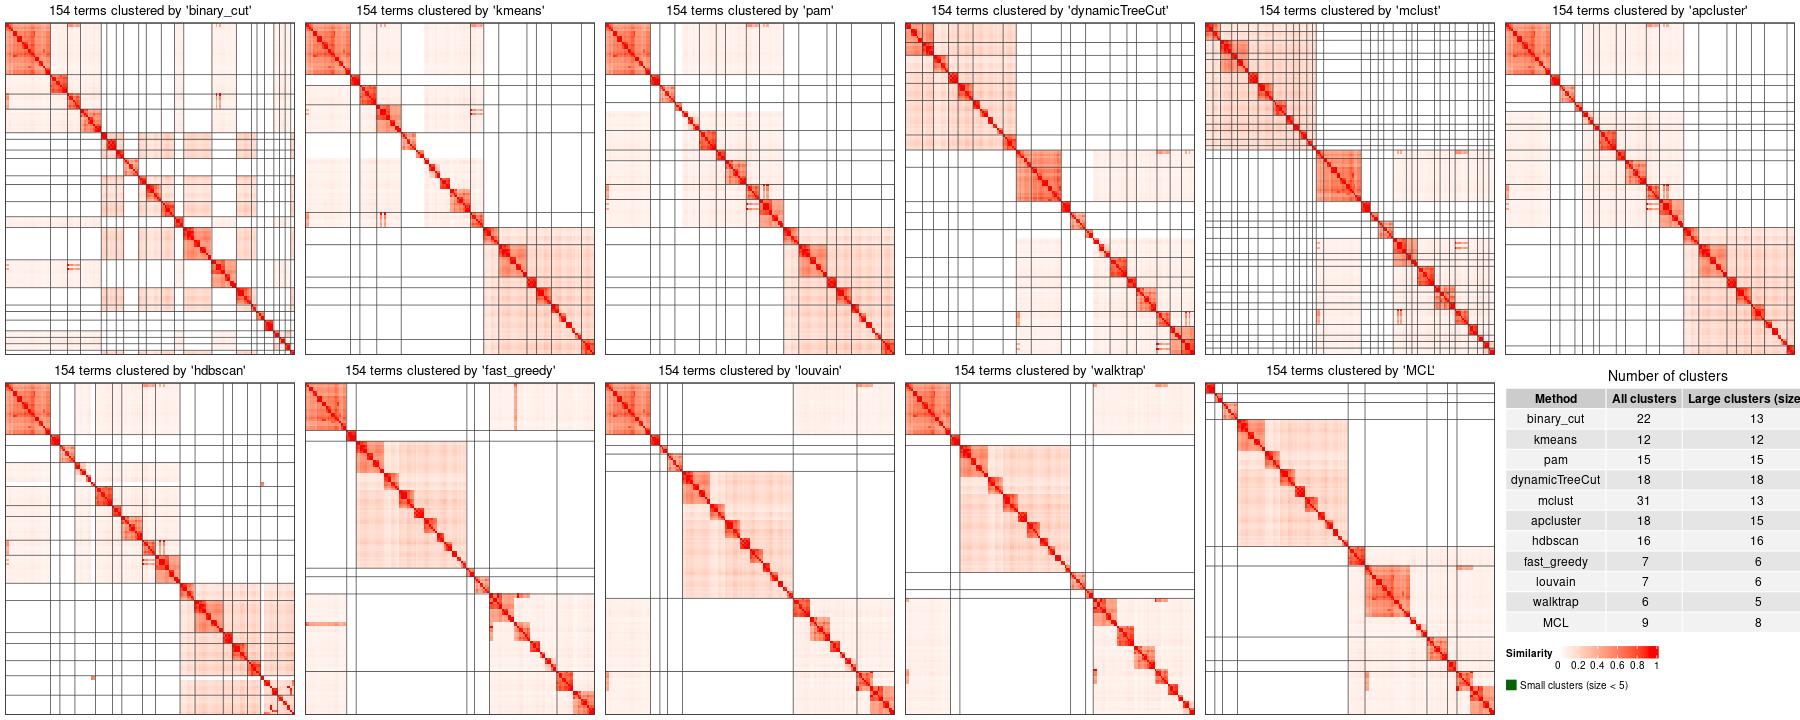 154 terms clustered by 'binary_cut'
154 terms clustered by 'kmeans'
154 terms clustered by 'pam'
154 terms clustered by 'dynamicTreeCut'
154 terms clustered by 'mclust'
154 terms clustered by 'apcluster'
154 terms clustered by 'hdbscan'
154 terms clustered by 'fast_greedy'
154 terms clustered by 'louvain'
154 terms clustered by 'walktrap'
154 terms clustered by 'MCL'
Number of clusters
Method All clusters Large clusters (size
binary_cut 22 13
kmeans 12 12
pam 15 15
dynamicTreeCut 18 18
mclust 31 13
apcluster 18 15
hdbscan 16 16
fast_greedy 7 6
louvain 7 6
walktrap 6 5
MCL 9 8
Similarity
0 0.2 0.4 0.6 0.8 1
Small clusters (size < 5)